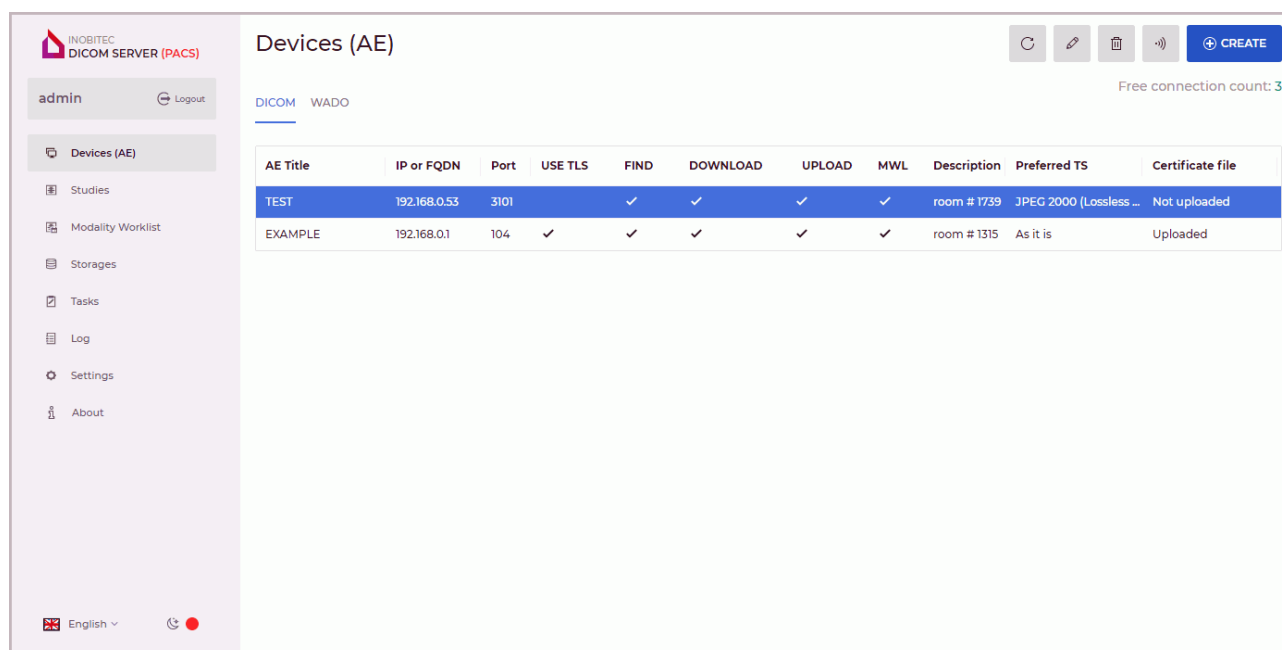 INOBITEC
DICOM SERVER (PACS)
admin
Logout
Devices (AE)
Studies
Modality Worklist
Storages
Tasks
Log
Settings
About
English
Devices (AE)
CREATE
Free connection count: 3
DICOM WADO
AE Title IP or FQDN Port USE TLS FIND DOWNLOAD UPLOAD MWL Description Preferred TS Certificate file
TEST 192.168.0.53 3101 ✓ ✓ ✓ ✓ room # 1739 JPEG 2000 (Lossless ... Not uploaded
EXAMPLE 192.168.0.1 104 ✓ ✓ ✓ ✓ ✓ room # 1315 As it is Uploaded